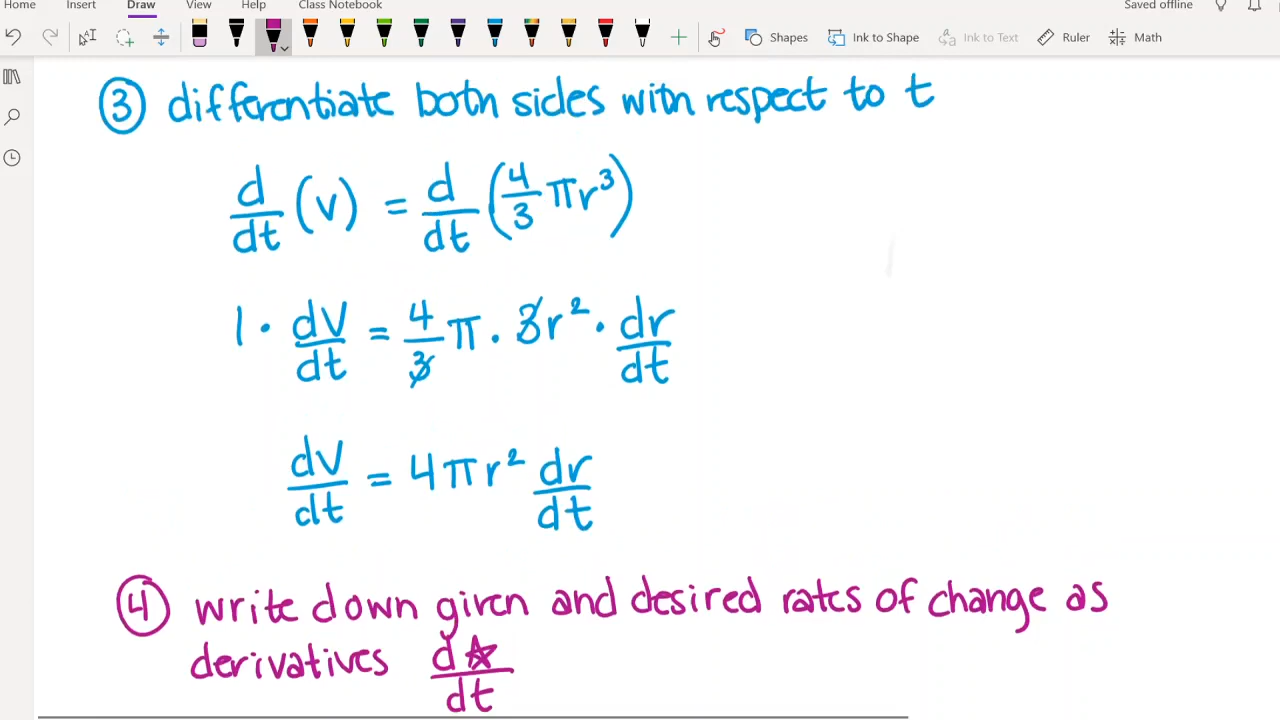 Home Insert Draw View Help Class Notebook Saved offline
Shapes Ink to Shape Ink to Text Ruler Math
③ differentiate both sides with respect to t
d/dt (v) = d/dt (4/3 πr³)
1 · dV/dt = 4/3 π · 3r² · dr/dt
dV/dt = 4πr² dr/dt
④ write down given and desired rates of change as
derivatives d☆/dt